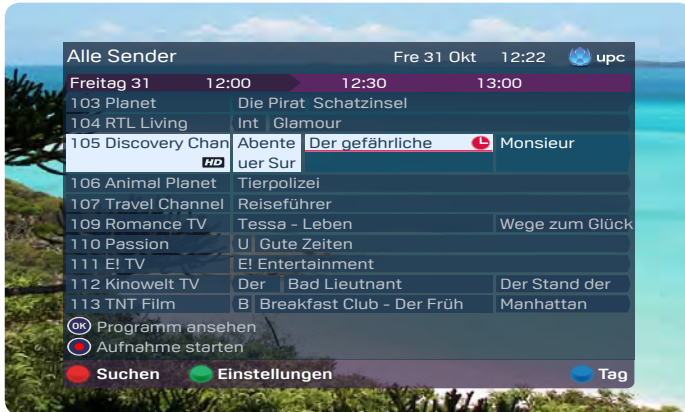 Alle Sender Fre 31 Okt 12:22 upc
Freitag 31 12:00 12:30 13:00
103 Planet Die Pirat Schatzinsel
104 RTL Living Int Glamour
105 Discovery Chan Abente Der gefährliche Monsieur
HD uer Sur
106 Animal Planet Tierpolizei
107 Travel Channel Reiseführer
109 Romance TV Tessa - Leben Wege zum Glück
110 Passion U Gute Zeiten
111 E! TV E! Entertainment
112 Kinowelt TV Der Bad Lieutnant Der Stand der
113 TNT Film B Breakfast Club - Der Früh Manhattan
OK Programm ansehen
Aufnahme starten
Suchen Einstellungen Tag